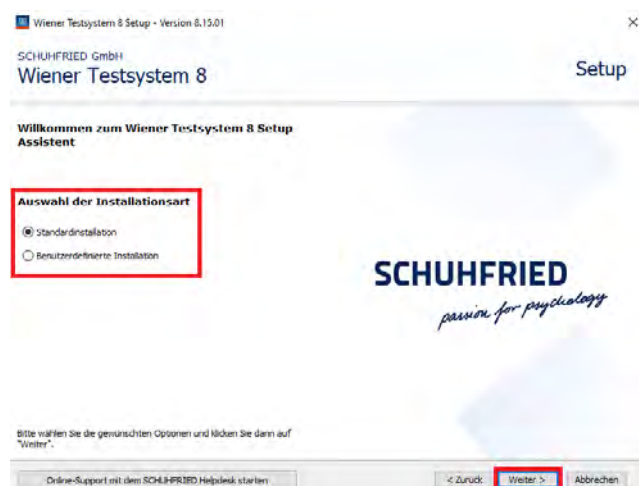 Wiener Testsystem 8 Setup - Version 8.15.01
SCHUHFRIED GmbH
Wiener Testsystem 8
Setup
Willkommen zum Wiener Testsystem 8 Setup
Assistent
Auswahl der Installationsart
Standardinstallation
Benutzerdefinierte Installation
SCHUHFRIED
passion for psychology
Bitte wählen Sie die gewünschten Optionen und klicken Sie dann auf
"Weiter".
Online-Support mit dem SCHUHFRIED Helpdesk starten
< Zurück
Weiter >
Abbrechen